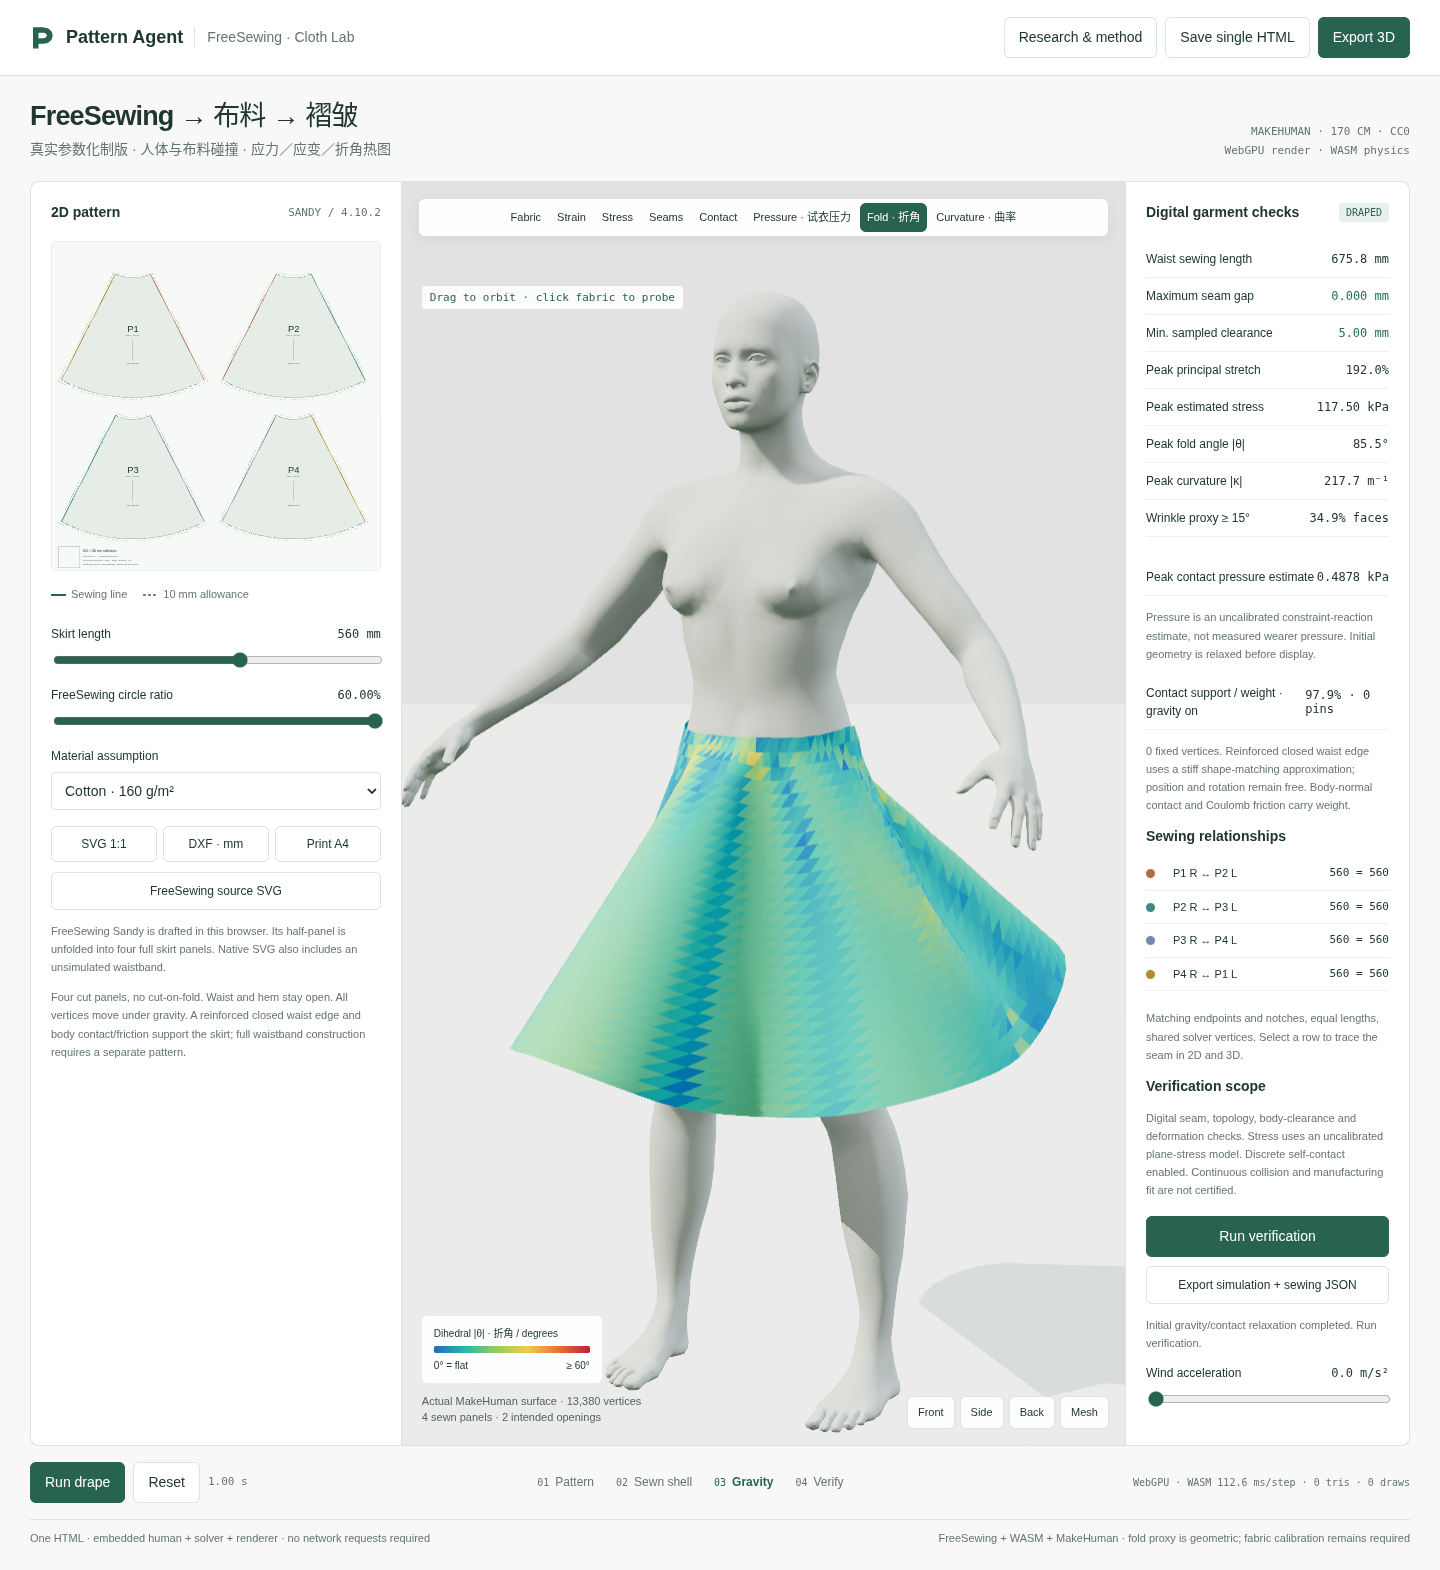 Pattern Agent
FreeSewing · Cloth Lab
Research & method
Save single HTML
Export 3D
FreeSewing → 布料 → 褶皱
真实参数化制版 · 人体与布料碰撞 · 应力／应变／折角热图
MAKEHUMAN · 170 CM · CC0
WebGPU render · WASM physics
2D pattern
SANDY / 4.10.2
P1
P2
P3
P4
Sewing line
10 mm allowance
Skirt length
560 mm
FreeSewing circle ratio
60.00%
Material assumption
Cotton · 160 g/m²
SVG 1:1
DXF · mm
Print A4
FreeSewing source SVG
FreeSewing Sandy is drafted in this browser. Its half-panel is
unfolded into four full skirt panels. Native SVG also includes an
unsimulated waistband.
Four cut panels, no cut-on-fold. Waist and hem stay open. All
vertices move under gravity. A reinforced closed waist edge and
body contact/friction support the skirt; full waistband construction
requires a separate pattern.
Fabric
Strain
Stress
Seams
Contact
Pressure · 试衣压力
Fold · 折角
Curvature · 曲率
Drag to orbit · click fabric to probe
Dihedral |θ| · 折角 / degrees
0° = flat
≥ 60°
Actual MakeHuman surface · 13,380 vertices
4 sewn panels · 2 intended openings
Front
Side
Back
Mesh
Digital garment checks
DRAPED
Waist sewing length
675.8 mm
Maximum seam gap
0.000 mm
Min. sampled clearance
5.00 mm
Peak principal stretch
192.0%
Peak estimated stress
117.50 kPa
Peak fold angle |θ|
85.5°
Peak curvature |κ|
217.7 m⁻¹
Wrinkle proxy ≥ 15°
34.9% faces
Peak contact pressure estimate
0.4878 kPa
Pressure is an uncalibrated constraint-reaction
estimate, not measured wearer pressure. Initial
geometry is relaxed before display.
Contact support / weight ·
gravity on
97.9% · 0
pins
0 fixed vertices. Reinforced closed waist edge
uses a stiff shape-matching approximation;
position and rotation remain free. Body-normal
contact and Coulomb friction carry weight.
Sewing relationships
P1 R ↔ P2 L
560 = 560
P2 R ↔ P3 L
560 = 560
P3 R ↔ P4 L
560 = 560
P4 R ↔ P1 L
560 = 560
Matching endpoints and notches, equal lengths,
shared solver vertices. Select a row to trace the
seam in 2D and 3D.
Verification scope
Digital seam, topology, body-clearance and
deformation checks. Stress uses an uncalibrated
plane-stress model. Discrete self-contact
enabled. Continuous collision and manufacturing
fit are not certified.
Run verification
Export simulation + sewing JSON
Initial gravity/contact relaxation completed. Run
verification.
Wind acceleration
0.0 m/s²
Run drape
Reset
1.00 s
01 Pattern
02 Sewn shell
03 Gravity
04 Verify
WebGPU · WASM 112.6 ms/step · 0 tris · 0 draws
One HTML · embedded human + solver + renderer · no network requests required
FreeSewing + WASM + MakeHuman · fold proxy is geometric; fabric calibration remains required